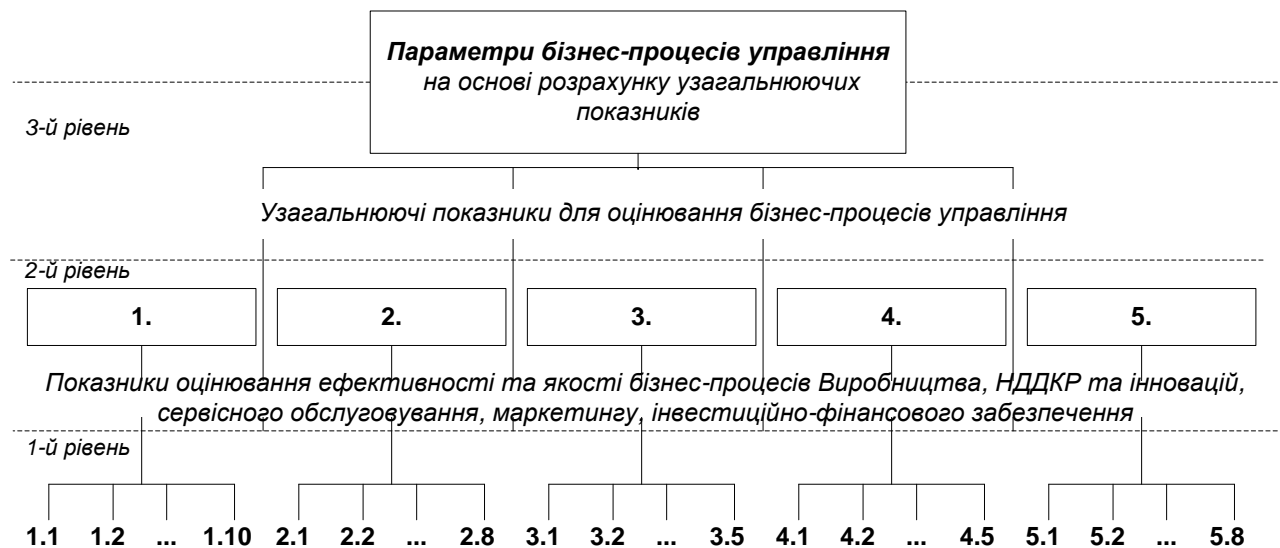 Параметри бізнес-процесів управління
на основі розрахунку узагальнюючих
показників
3-й рівень
Узагальнюючі показники для оцінювання бізнес-процесів управління
2-й рівень
1. 2. 3. 4. 5.
Показники оцінювання ефективності та якості бізнес-процесів Виробництва, НДДКР та інновацій,
сервісного обслуговування, маркетингу, інвестиційно-фінансового забезпечення
1-й рівень
1.1 1.2 ... 1.10 2.1 2.2 ... 2.8 3.1 3.2 ... 3.5 4.1 4.2 ... 4.5 5.1 5.2 ... 5.8